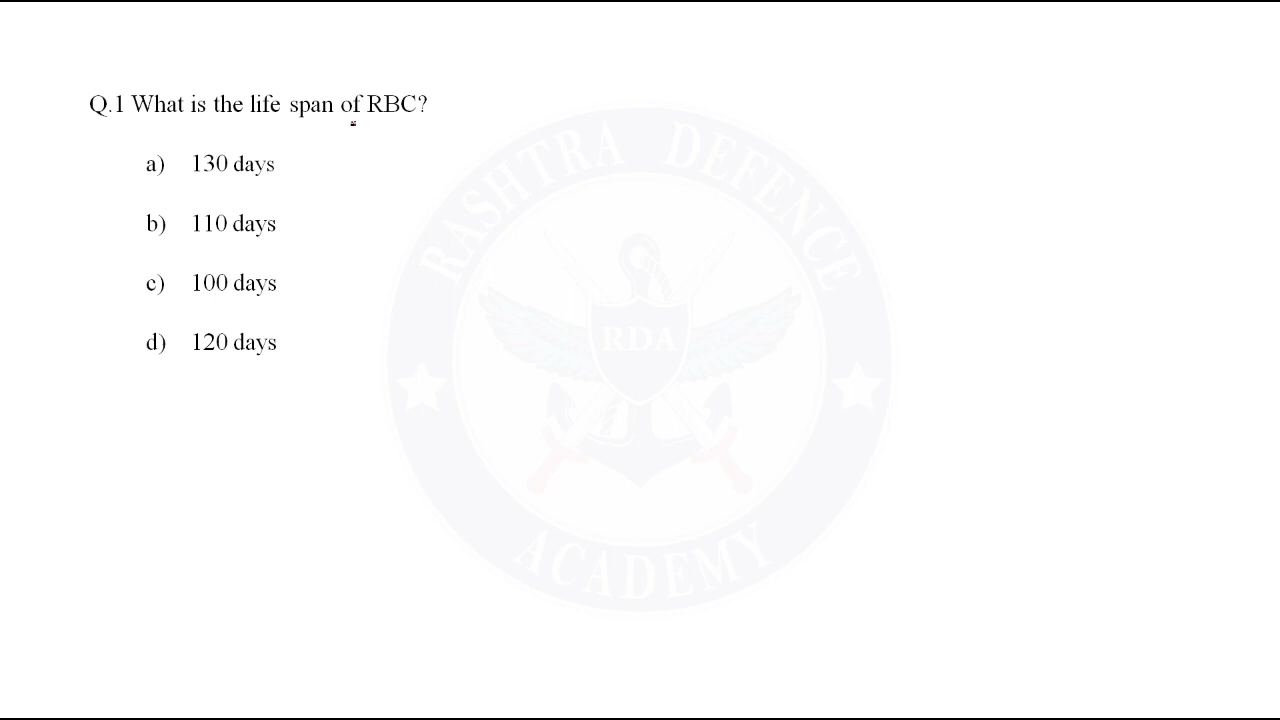 Q.1 What is the life span of RBC?
a) 130 days
b) 110 days
c) 100 days
d) 120 days
RASHTRA DEFENCE
RDA
ACADEMY